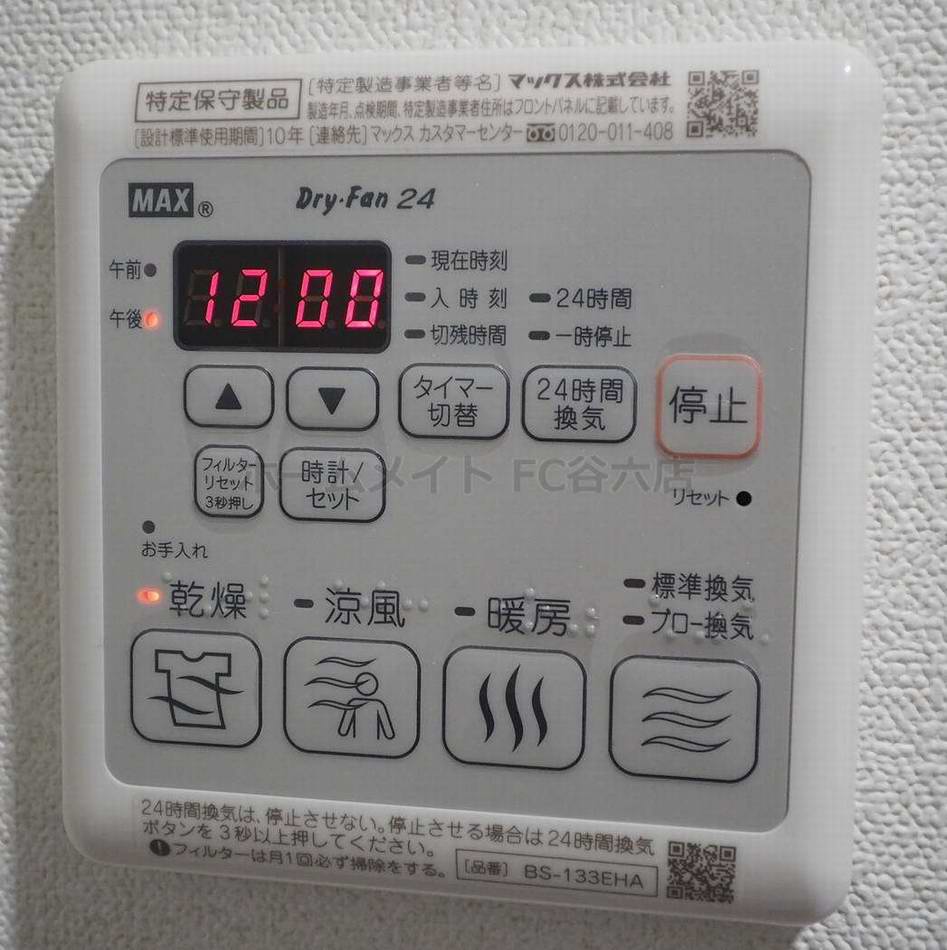 特定保守製品
[特定製造事業者等名] マックス株式会社
製造年月、点検期間、特定製造事業者住所はフロントパネルに記載しています。
[設計標準使用期間]10年 [連絡先] マックス カスタマーセンター 0120-011-408
MAX® Dry·Fan 24
午前
午後
12 00
現在時刻
入時刻
24時間
切残時間
一時停止
▲
▼
タイマー
切替
24時間
換気
停止
フィルター
リセット
3秒押し
時計/
セット
ホームメイト FC谷六店
リセット
お手入れ
乾燥
涼風
暖房
標準換気
ブロー換気
24時間換気は、停止させない。停止させる場合は24時間換気
ボタンを3秒以上押してください。
フィルターは月1回必ず掃除をする。
[品番] BS-133EHA